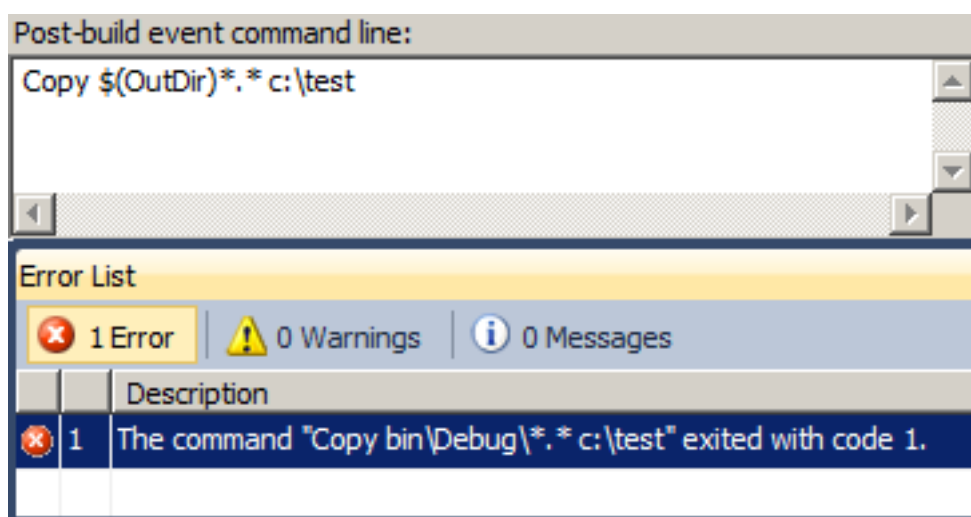 Post-build event command line:
Copy $(OutDir)*.* c:\test
Error List
1 Error 0 Warnings 0 Messages
Description
1 The command "Copy bin\Debug\*.* c:\test" exited with code 1.